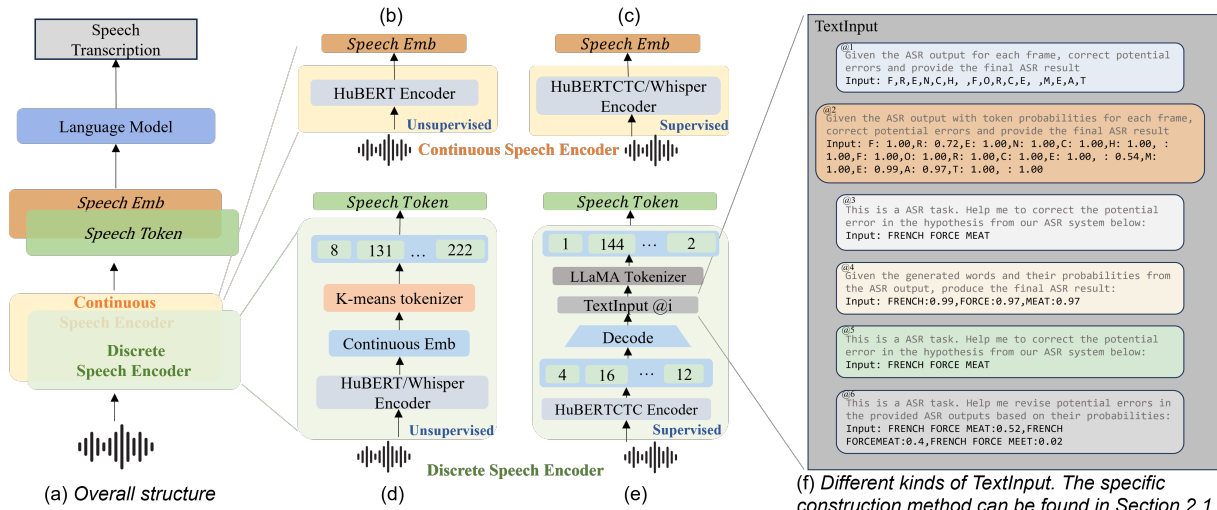 Speech
Transcription
Language Model
Speech Emb
Speech Token
Continuous
Speech Encoder
Discrete
Speech Encoder
(a) Overall structure
(b)
Speech Emb
HuBERT Encoder
Unsupervised
(c)
Speech Emb
HuBERTCTC/Whisper
Encoder
Supervised
Continuous Speech Encoder
Speech Token
8 131 ... 222
K-means tokenizer
Continuous Emb
HuBERT/Whisper
Encoder
Unsupervised
(d)
Speech Token
1 144 ... 2
LLaMA Tokenizer
TextInput @i
Decode
4 16 ... 12
HuBERTCTC Encoder
Supervised
(e)
Discrete Speech Encoder
TextInput
@1
Given the ASR output for each frame, correct potential
errors and provide the final ASR result
Input: F,R,E,N,C,H, ,F,O,R,C,E, ,M,E,A,T
@2
Given the ASR output with token probabilities for each frame,
correct potential errors and provide the final ASR result
Input: F: 1.00,R: 0.72,E: 1.00,N: 1.00,C: 1.00,H: 1.00, :
1.00,F: 1.00,O: 1.00,R: 1.00,C: 1.00,E: 1.00, : 0.54,M:
1.00,E: 0.99,A: 0.97,T: 1.00, : 1.00
@3
This is a ASR task. Help me to correct the potential
error in the hypothesis from our ASR system below:
Input: FRENCH FORCE MEAT
@4
Given the generated words and their probabilities from
the ASR output, produce the final ASR result:
Input: FRENCH:0.99,FORCE:0.97,MEAT:0.97
@5
This is a ASR task. Help me to correct the potential
error in the hypothesis from our ASR system below:
Input: FRENCH FORCE MEAT
@6
This is a ASR task. Help me revise potential errors in
the provided ASR outputs based on their probabilities:
Input: FRENCH FORCE MEAT:0.52,FRENCH
FORCEMEAT:0.4,FRENCH FORCE MEET:0.02
(f) Different kinds of TextInput. The specific
construction method can be found in Section 2.1